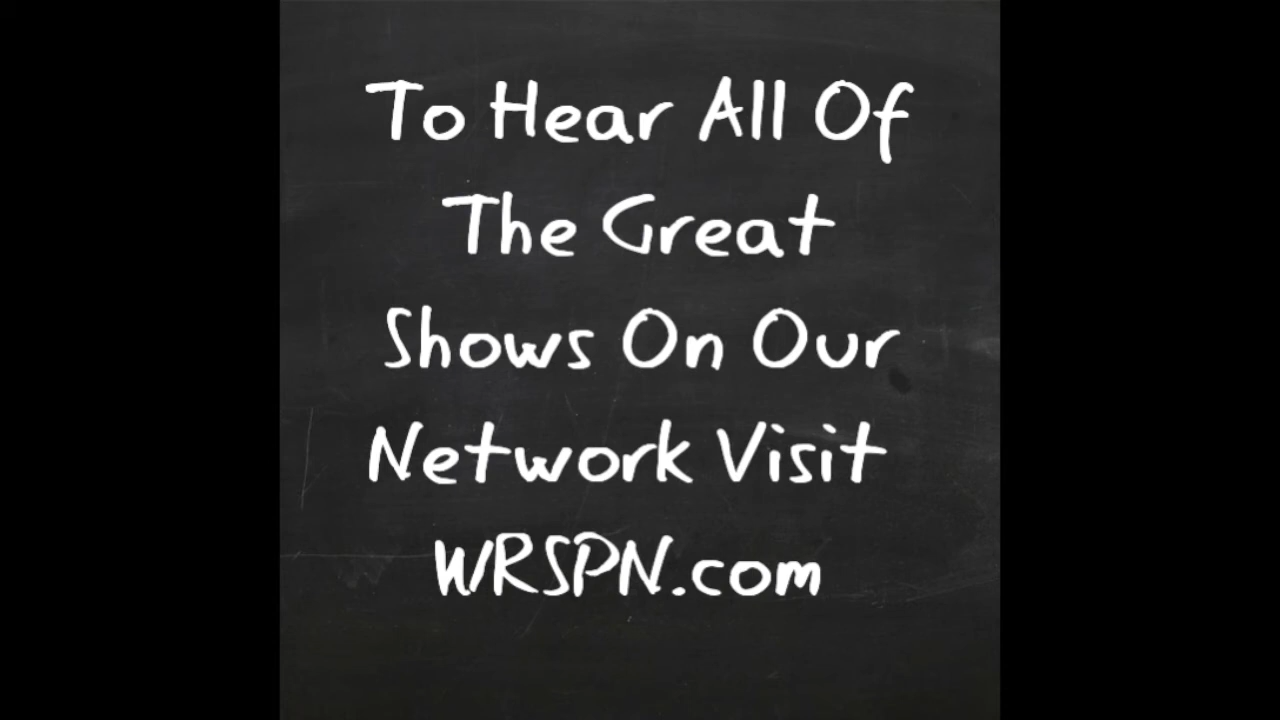 To Hear All Of
The Great
Shows On Our
Network Visit
WRSPN.com